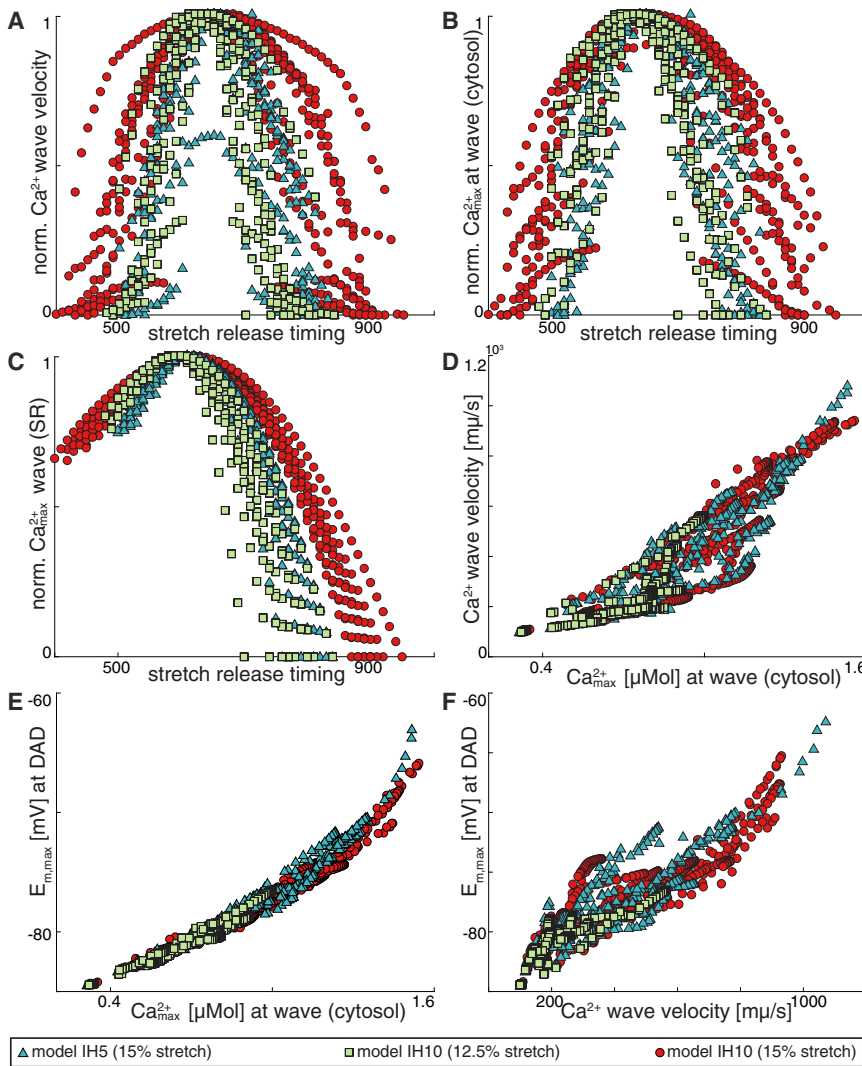 A
norm. Ca²⁺ wave velocity
1
0
500
900
stretch release timing
B
norm. Ca²⁺max at wave (cytosol)
1
0
500
900
stretch release timing
C
norm. Ca²⁺max wave (SR)
1
0
500
900
stretch release timing
D
Ca²⁺ wave velocity [mµ/s]
1.2
10³
0
0.4
1.6
Ca²⁺max [µMol] at wave (cytosol)
E
Em,max [mV] at DAD
-60
-80
0.4
1.6
Ca²⁺max [µMol] at wave (cytosol)
F
Em,max [mV] at DAD
-60
-80
200
1000
Ca²⁺ wave velocity [mµ/s]
model IH5 (15% stretch)
model IH10 (12.5% stretch)
model IH10 (15% stretch)